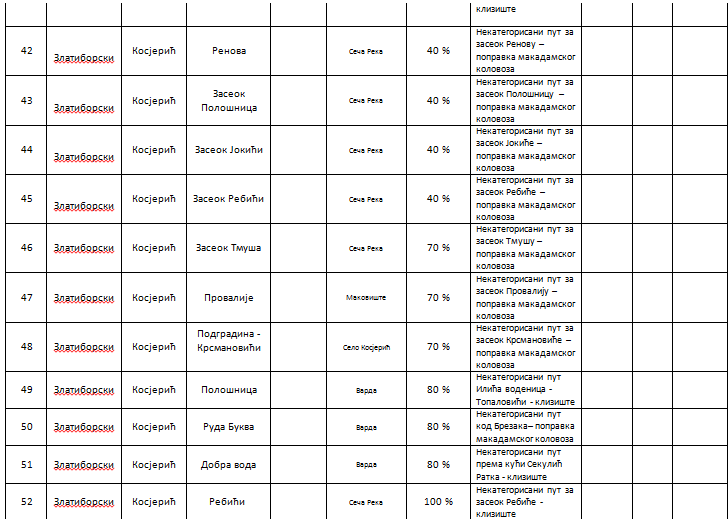 клизиште
42 Златиборски Косјерић Ренова Сеча Река 40 % Некатегорисани пут за
засеок Ренову –
поправка макадамског
коловоза
43 Златиборски Косјерић Засеок
Полошница Сеча Река 40 % Некатегорисани пут за
засеок Полошницу –
поправка макадамског
коловоза
44 Златиборски Косјерић Засеок Јокићи Сеча Река 40 % Некатегорисани пут за
засеок Јокиће –
поправка макадамског
коловоза
45 Златиборски Косјерић Засеок Ребићи Сеча Река 40 % Некатегорисани пут за
засеок Ребиће –
поправка макадамског
коловоза
46 Златиборски Косјерић Засеок Тмуша Сеча Река 70 % Некатегорисани пут за
засеок Тмушу –
поправка макадамског
коловоза
47 Златиборски Косјерић Провалије Маковиште 70 % Некатегорисани пут за
засеок Провалију –
поправка макадамског
коловоза
48 Златиборски Косјерић Подградина -
Крсмановићи Село Косјерић 70 % Некатегорисани пут за
засеок Крсмановиће –
поправка макадамског
коловоза
49 Златиборски Косјерић Полошница Варда 80 % Некатегорисани пут
Илића воденица -
Топаловићи - клизиште
50 Златиборски Косјерић Руда Буква Варда 80 % Некатегорисани пут
код Брезака– поправка
макадамског коловоза
51 Златиборски Косјерић Добра вода Варда 80 % Некатегорисани пут
према кући Секулић
Ратка - клизиште
52 Златиборски Косјерић Ребићи Сеча Река 100 % Некатегорисани пут за
засеок Ребиће -
клизиште